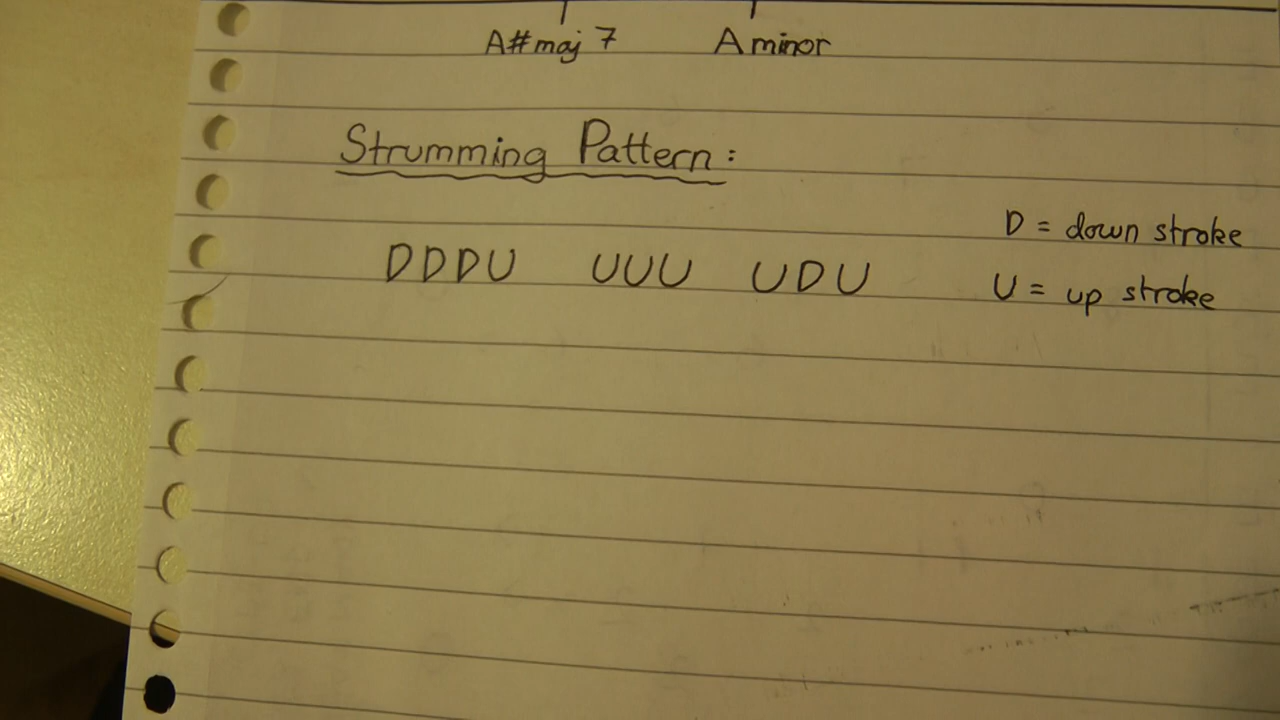 A#maj 7 A minor
Strumming Pattern:
D = down stroke
DDDU UUU UDU
U = up stroke